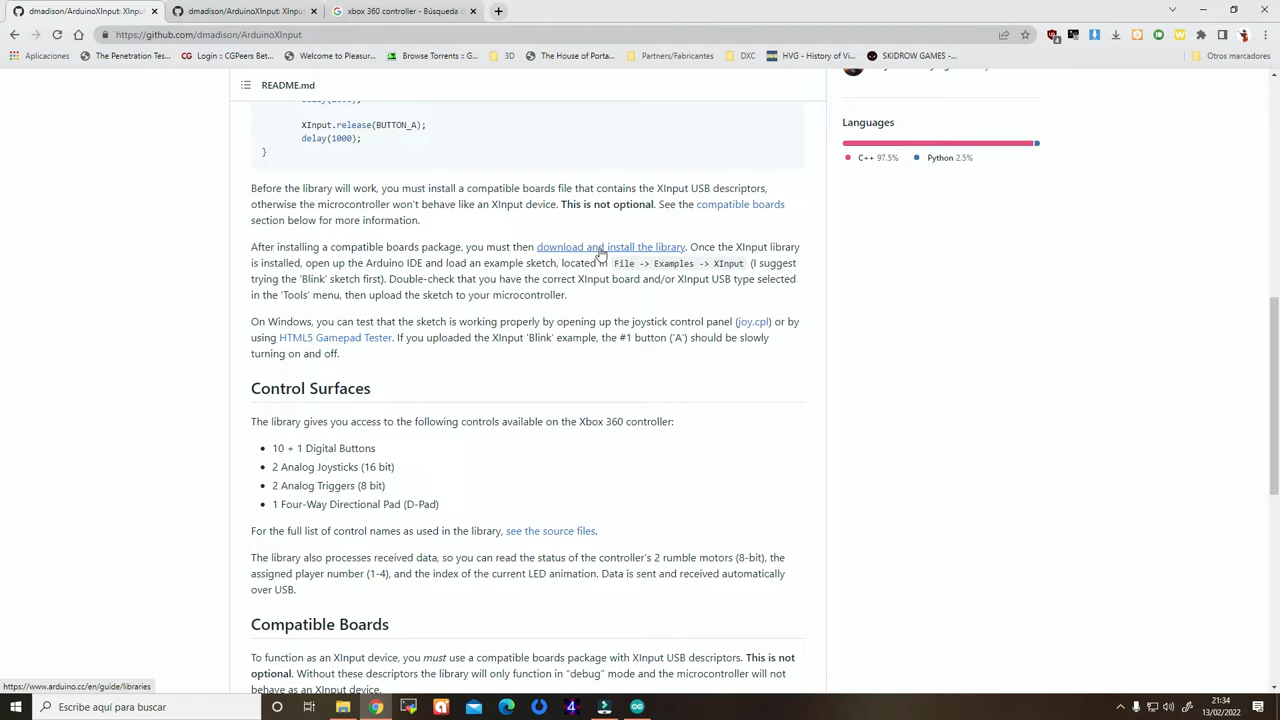 dmadison/ArduinoXInput: XInput l
dmadison/ArduinoXInput: XInput
xbox 360 controller - Búsqueda d
https://github.com/dmadison/ArduinoXInput
4
Aplicaciones
The Penetration Tes...
CG Login :: CGPeers Bet...
Welcome to Pleasur...
Browse Torrents :: G...
3D
The House of Porta...
Partners/Fabricantes
DXC
HVG - History of Vi...
SKIDROW GAMES -...
Otros marcadores
README.md
XInput.release(BUTTON_A);
delay(1000);
}
Before the library will work, you must install a compatible boards file that contains the XInput USB descriptors,
otherwise the microcontroller won't behave like an XInput device. This is not optional. See the compatible boards
section below for more information.
After installing a compatible boards package, you must then download and install the library. Once the XInput library
is installed, open up the Arduino IDE and load an example sketch, located in File -> Examples -> XInput (I suggest
trying the 'Blink' sketch first). Double-check that you have the correct XInput board and/or XInput USB type selected
in the 'Tools' menu, then upload the sketch to your microcontroller.
On Windows, you can test that the sketch is working properly by opening up the joystick control panel (joy.cpl) or by
using HTML5 Gamepad Tester. If you uploaded the XInput 'Blink' example, the #1 button ('A') should be slowly
turning on and off.
Control Surfaces
The library gives you access to the following controls available on the Xbox 360 controller:
10 + 1 Digital Buttons
2 Analog Joysticks (16 bit)
2 Analog Triggers (8 bit)
1 Four-Way Directional Pad (D-Pad)
For the full list of control names as used in the library, see the source files.
The library also processes received data, so you can read the status of the controller's 2 rumble motors (8-bit), the
assigned player number (1-4), and the index of the current LED animation. Data is sent and received automatically
over USB.
Compatible Boards
To function as an XInput device, you must use a compatible boards package with XInput USB descriptors. This is not
optional. Without these descriptors the library will only function in "debug" mode and the microcontroller will not
behave as an XInput device.
Languages
C++ 97.5%
Python 2.5%
https://www.arduino.cc/en/guide/libraries
Escribe aquí para buscar
21:34
13/02/2022